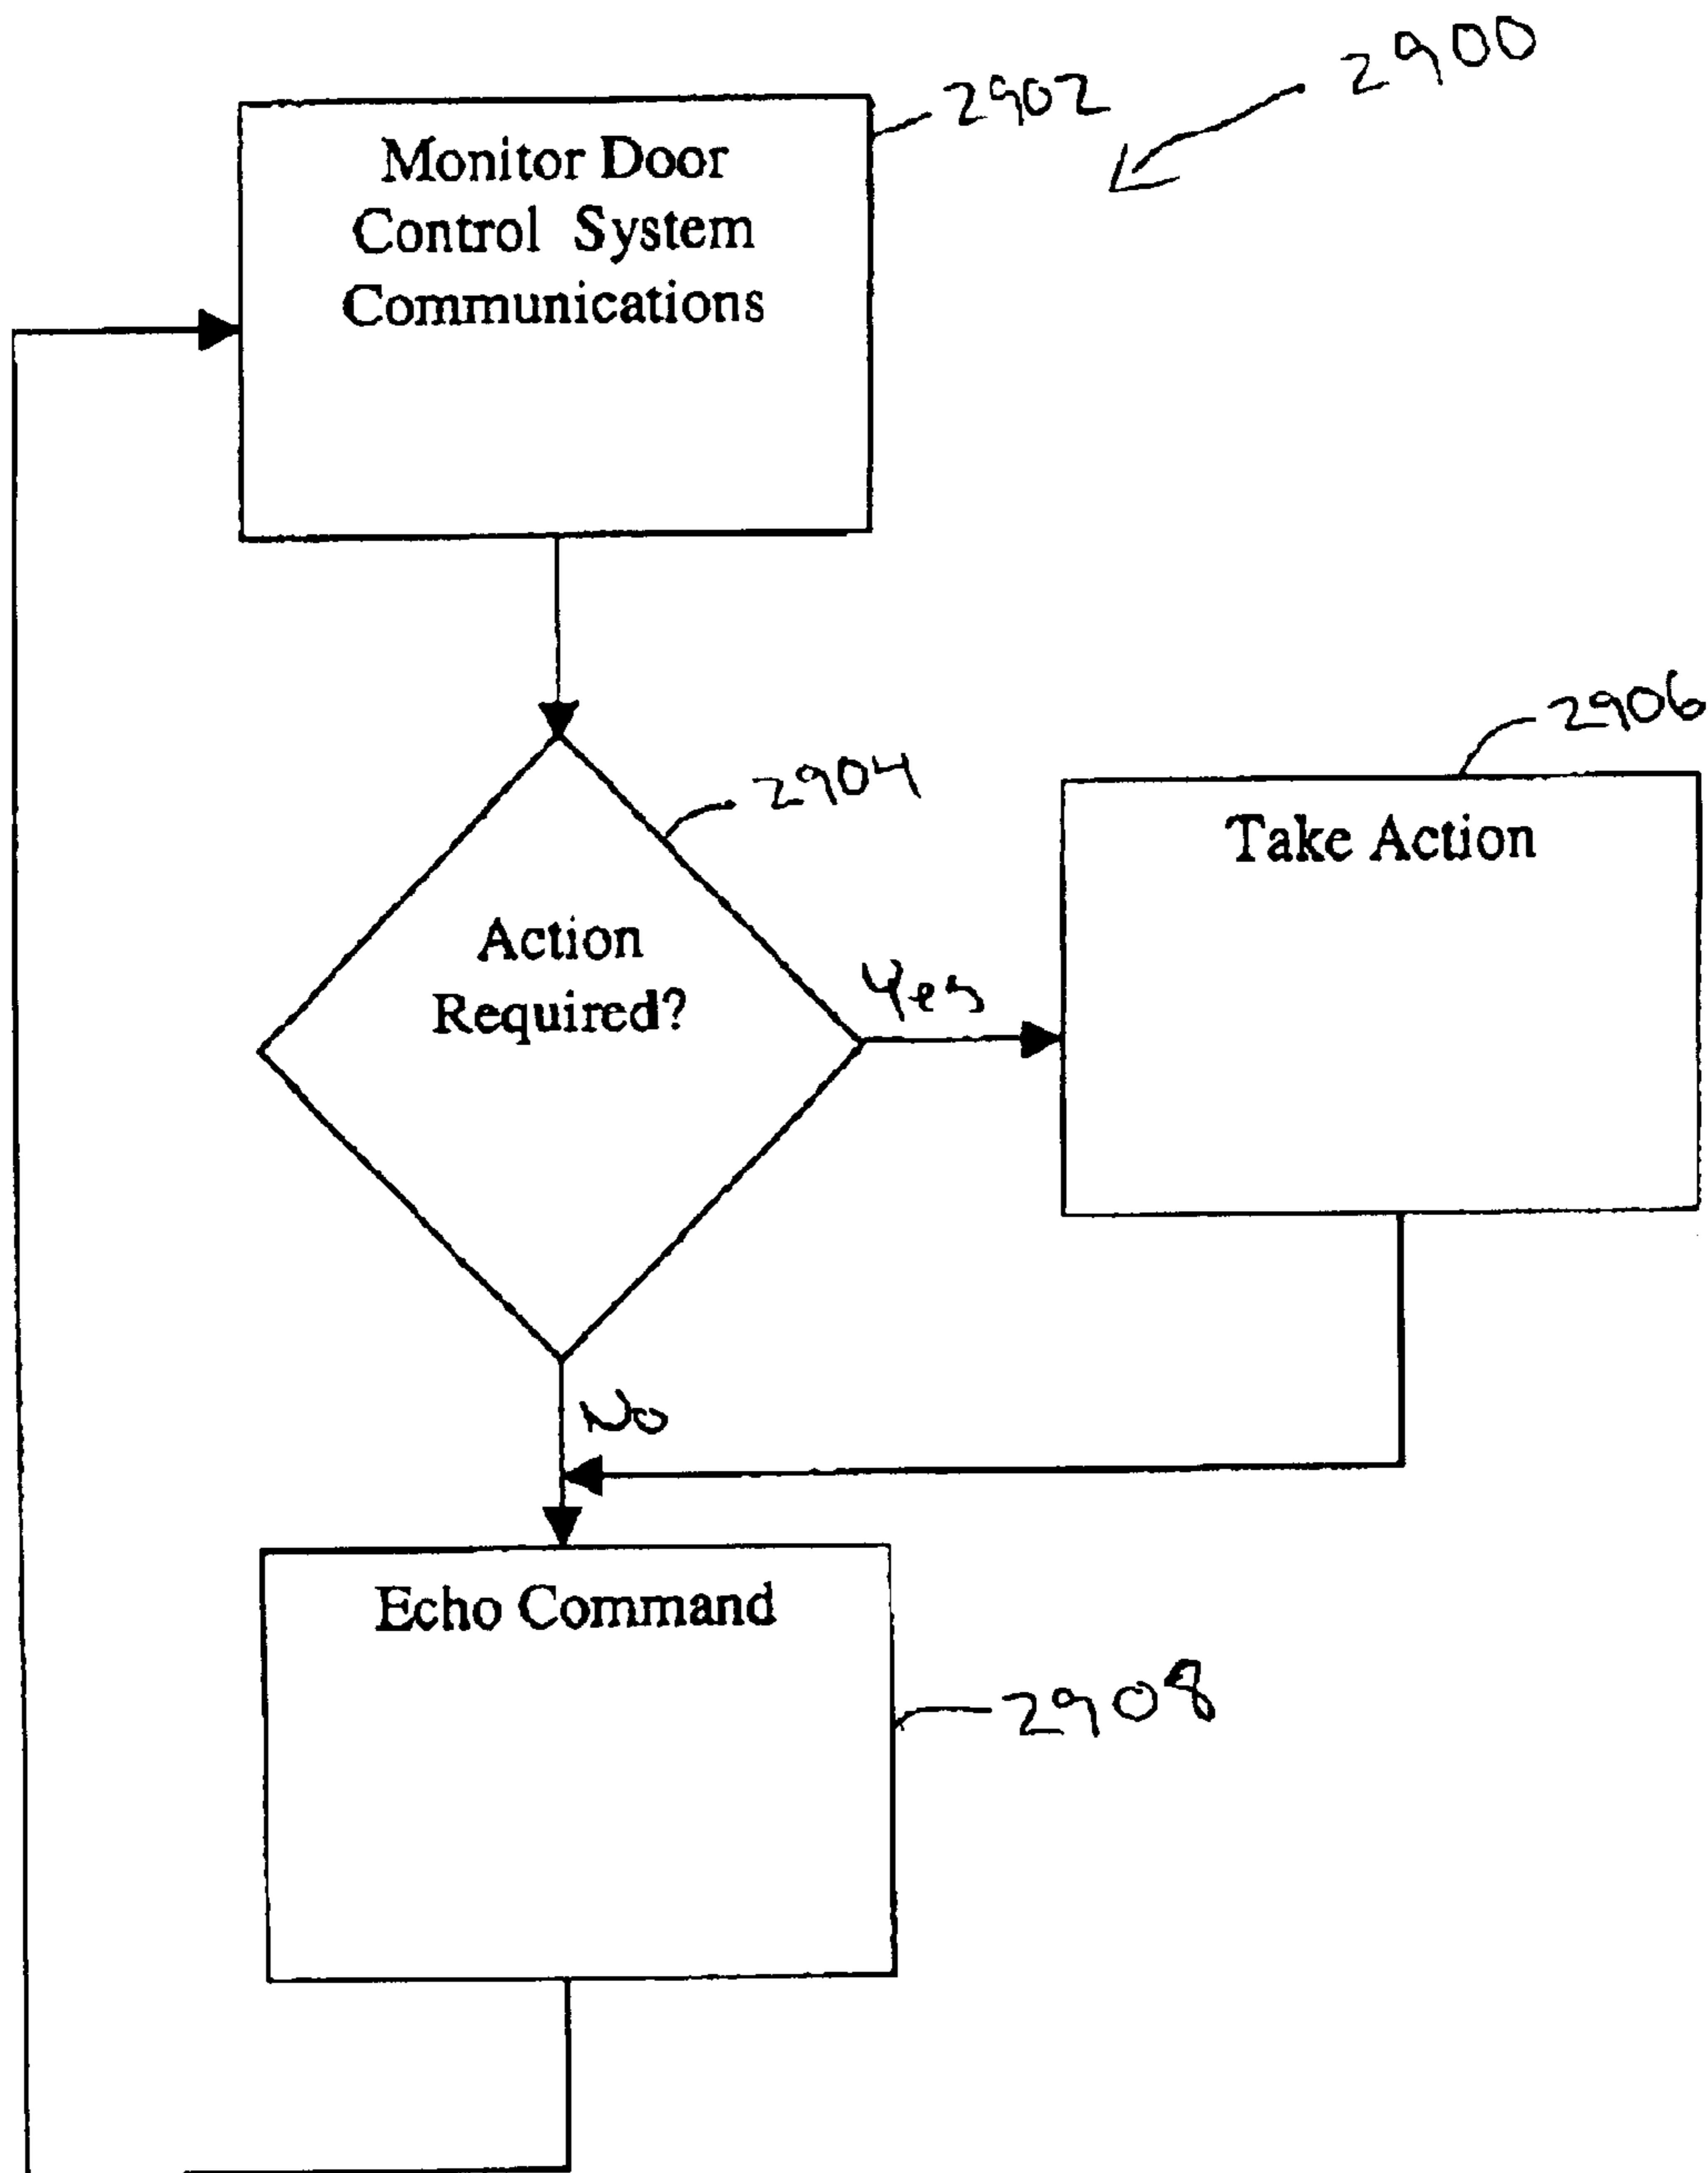 2900
2902
Monitor Door
Control System
Communications
2904
Action
Required?
Yes
2906
Take Action
No
Echo Command
2908